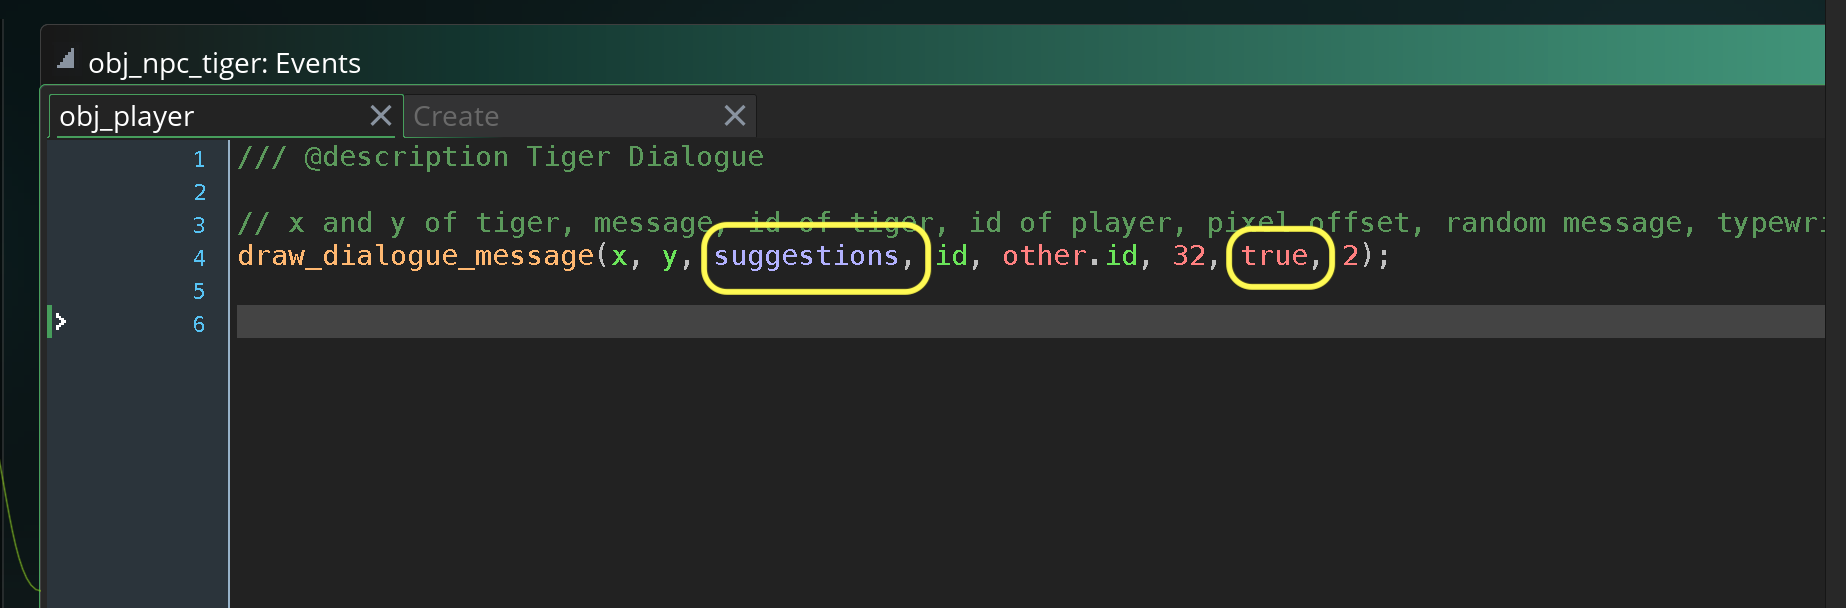 obj_npc_tiger: Events
obj_player Create
1 /// @description Tiger Dialogue
2
3 // x and y of tiger, message, id of tiger, id of player, pixel offset, random message, typewri
4 draw_dialogue_message(x, y, suggestions, id, other.id, 32, true, 2);
5
6